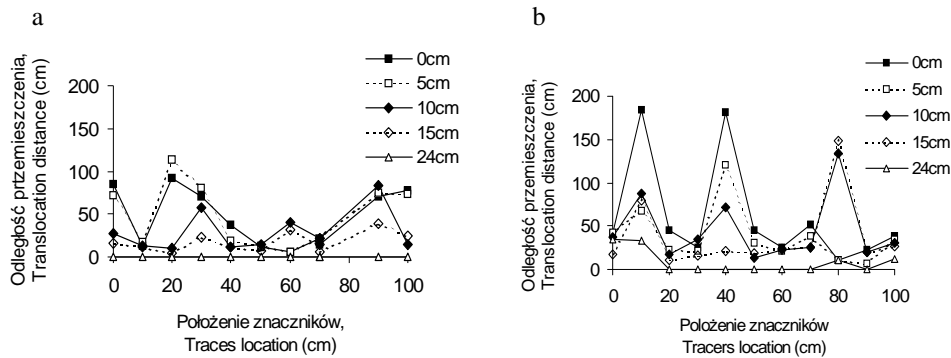 a
Odległość przemieszczenia,
Translocation distance (cm)
200
150
100
50
0
0 20 40 60 80 100
Położenie znaczników,
Traces location (cm)
0cm
5cm
10cm
15cm
24cm
b
Odległość przemieszczenia,
Translocation distance (cm)
200
150
100
50
0
0 20 40 60 80 100
Polozenie znaczników
Tracers location (cm)
0cm
5cm
10cm
15cm
24cm